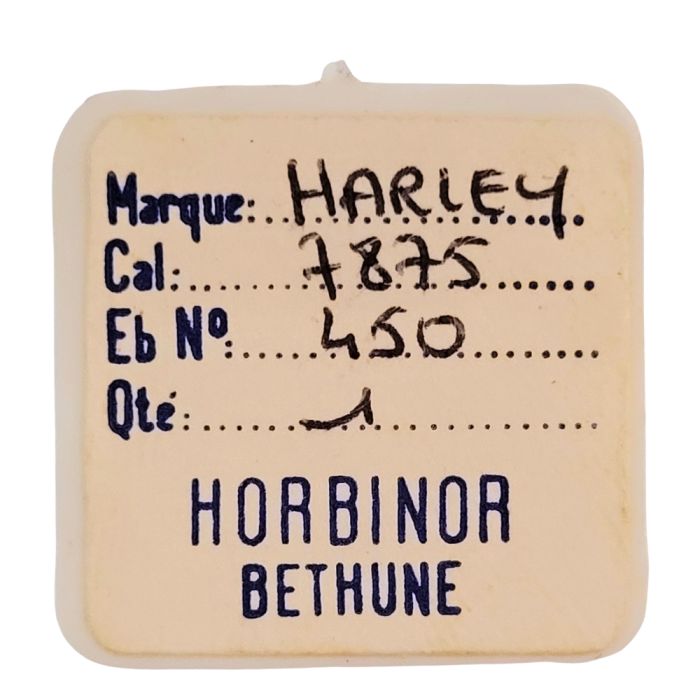 Marque: HARLEY
Cal: 7875
Eb Nº: 450
Qté: 1
HORBINOR
BETHUNE